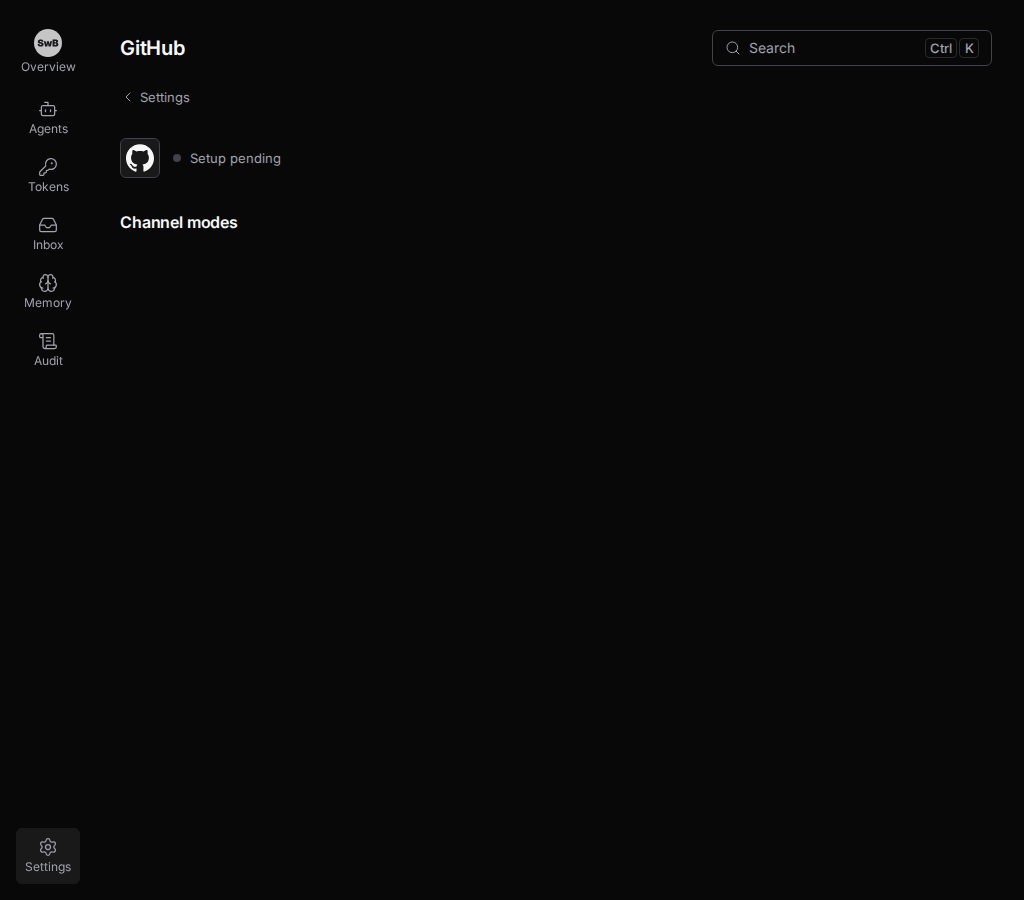 SwB
Overview
Agents
Tokens
Inbox
Memory
Audit
Settings
GitHub
Search
Ctrl K
Settings
Setup pending
Channel modes